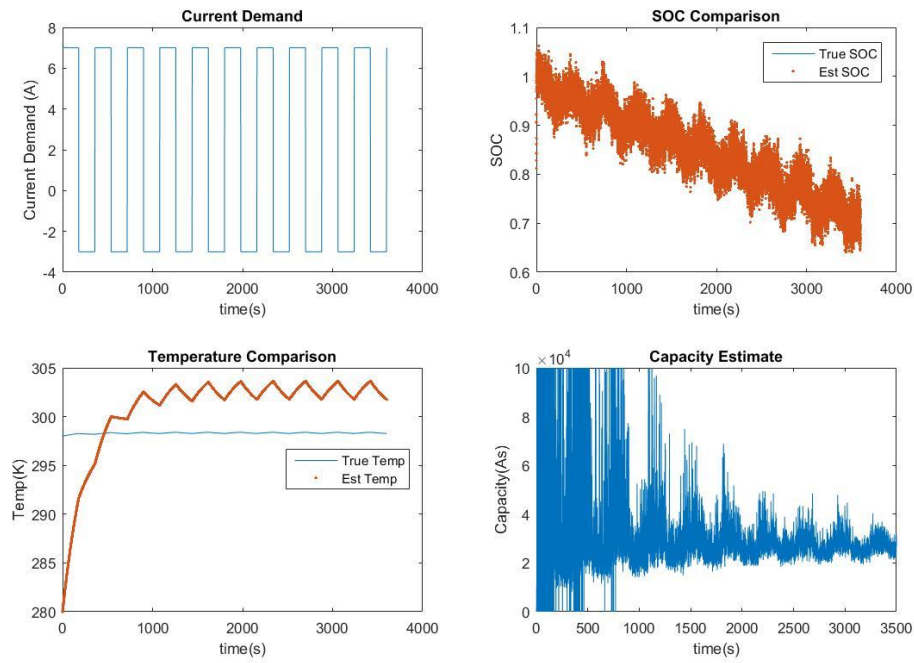 Current Demand
8
6
4
2
0
-2
-4
Current Demand (A)
0 1000 2000 3000 4000
time(s)
SOC Comparison
1.1
1
0.9
0.8
0.7
0.6
SOC
True SOC
Est SOC
0 1000 2000 3000 4000
time(s)
Temperature Comparison
305
300
295
290
285
280
Temp(K)
True Temp
Est Temp
0 1000 2000 3000 4000
time(s)
Capacity Estimate
× 10⁴
10
8
6
4
2
0
Capacity(As)
0 500 1000 1500 2000 2500 3000 3500
time(s)